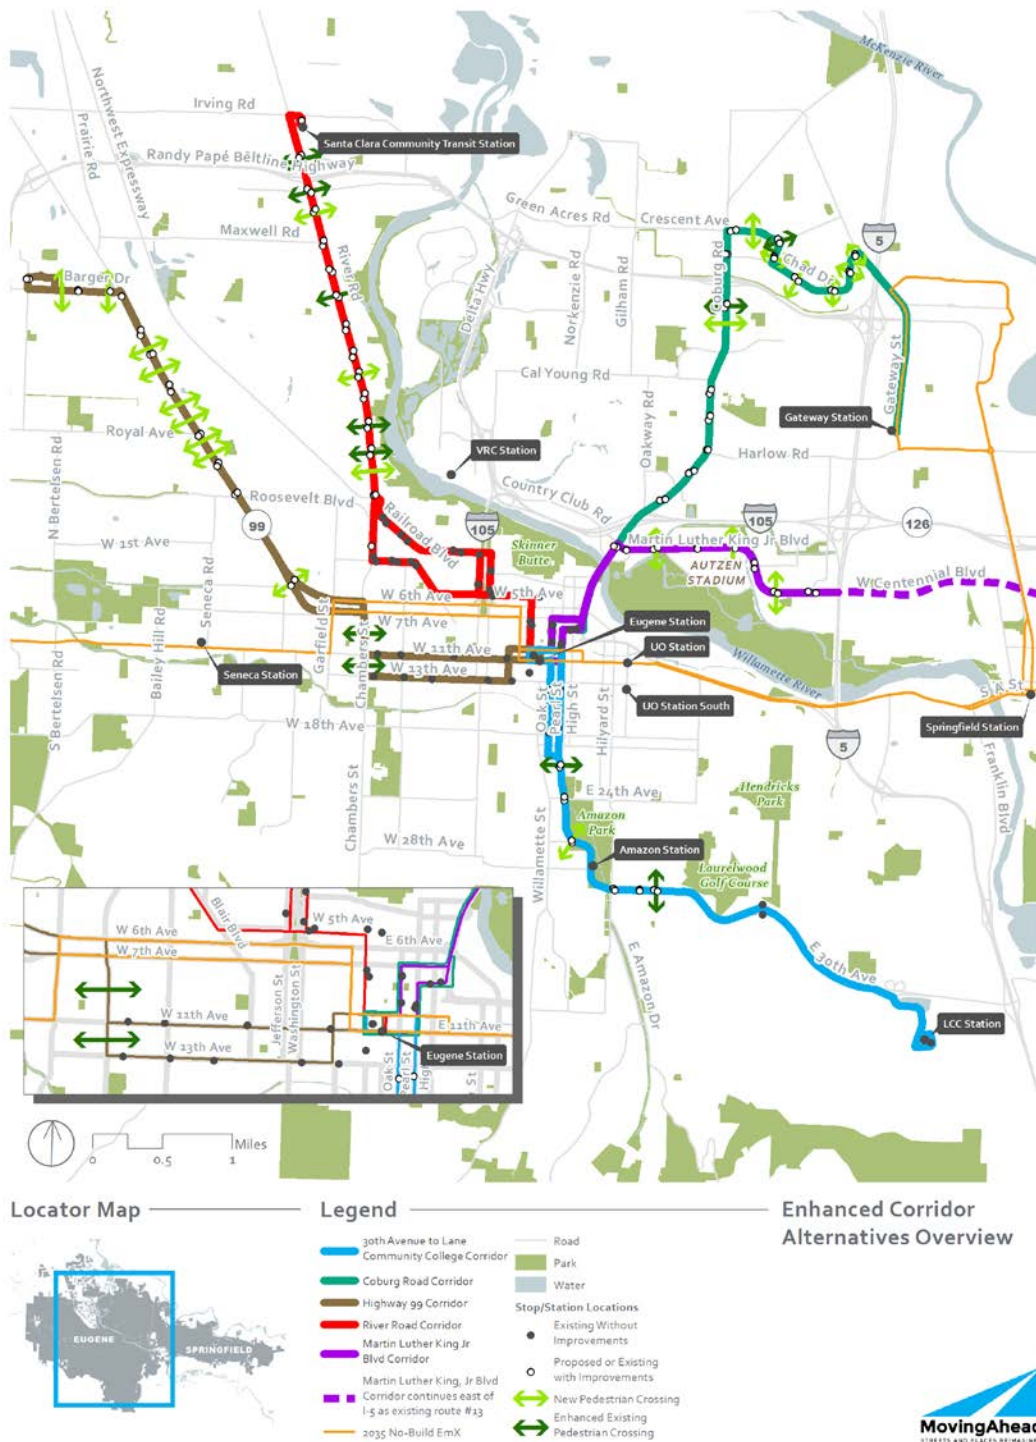 McKenzie River
Irving Rd
Northwest Expressway
Prairie Rd
Santa Clara Community Transit Station
Randy Papé Beltline Highway
Green Acres Rd
Crescent Ave
Maxwell Rd
River Rd
Delta Hwy
Norkenzie Rd
Gilham Rd
Coburg Rd
Chad Dr
5
Barger Dr
Gateway St
Cal Young Rd
Oakway Rd
Gateway Station
Royal Ave
N Bertelsen Rd
VRC Station
Harlow Rd
Roosevelt Blvd
Country Club Rd
99
Railroad Blvd
105
105
126
W 1st Ave
Skinner
Butte
Martin Luther King Jr Blvd
AUTZEN
STADIUM
W Centennial Blvd
Seneca Rd
Bailey Hill Rd
Garfield St
Chambers St
W 6th Ave
W 5th Ave
W 7th Ave
Eugene Station
W 11th Ave
UO Station
W 13th Ave
Seneca Station
Willamette River
S A St
S Bertelsen Rd
UO Station South
Springfield Station
W 18th Ave
Oak St
Pearl St
High St
Hilyard St
5
Franklin Blvd
Chambers St
E 24th Ave
Hendricks
Park
Amazon
Park
Willamette St
W 28th Ave
Amazon Station
Laurelwood
Golf Course
E 30th Ave
E Amazon Dr
LCC Station
Blair Blvd
W 5th Ave
W 6th Ave
E 6th Ave
W 7th Ave
Jefferson St
Washington St
W 11th Ave
E 11th Ave
W 13th Ave
Eugene Station
Oak St
Pearl St
High
St
Miles
0 0.5 1
Locator Map
EUGENE
SPRINGFIELD
Legend
30th Avenue to Lane
Community College Corridor
Coburg Road Corridor
Highway 99 Corridor
River Road Corridor
Martin Luther King Jr
Blvd Corridor
Martin Luther King, Jr Blvd
Corridor continues east of
I-5 as existing route #13
2035 No-Build EmX
Road
Park
Water
Stop/Station Locations
Existing Without
Improvements
Proposed or Existing
with Improvements
New Pedestrian Crossing
Enhanced Existing
Pedestrian Crossing
Enhanced Corridor
Alternatives Overview
MovingAhead
STREETS AND PLACES REIMAGINED